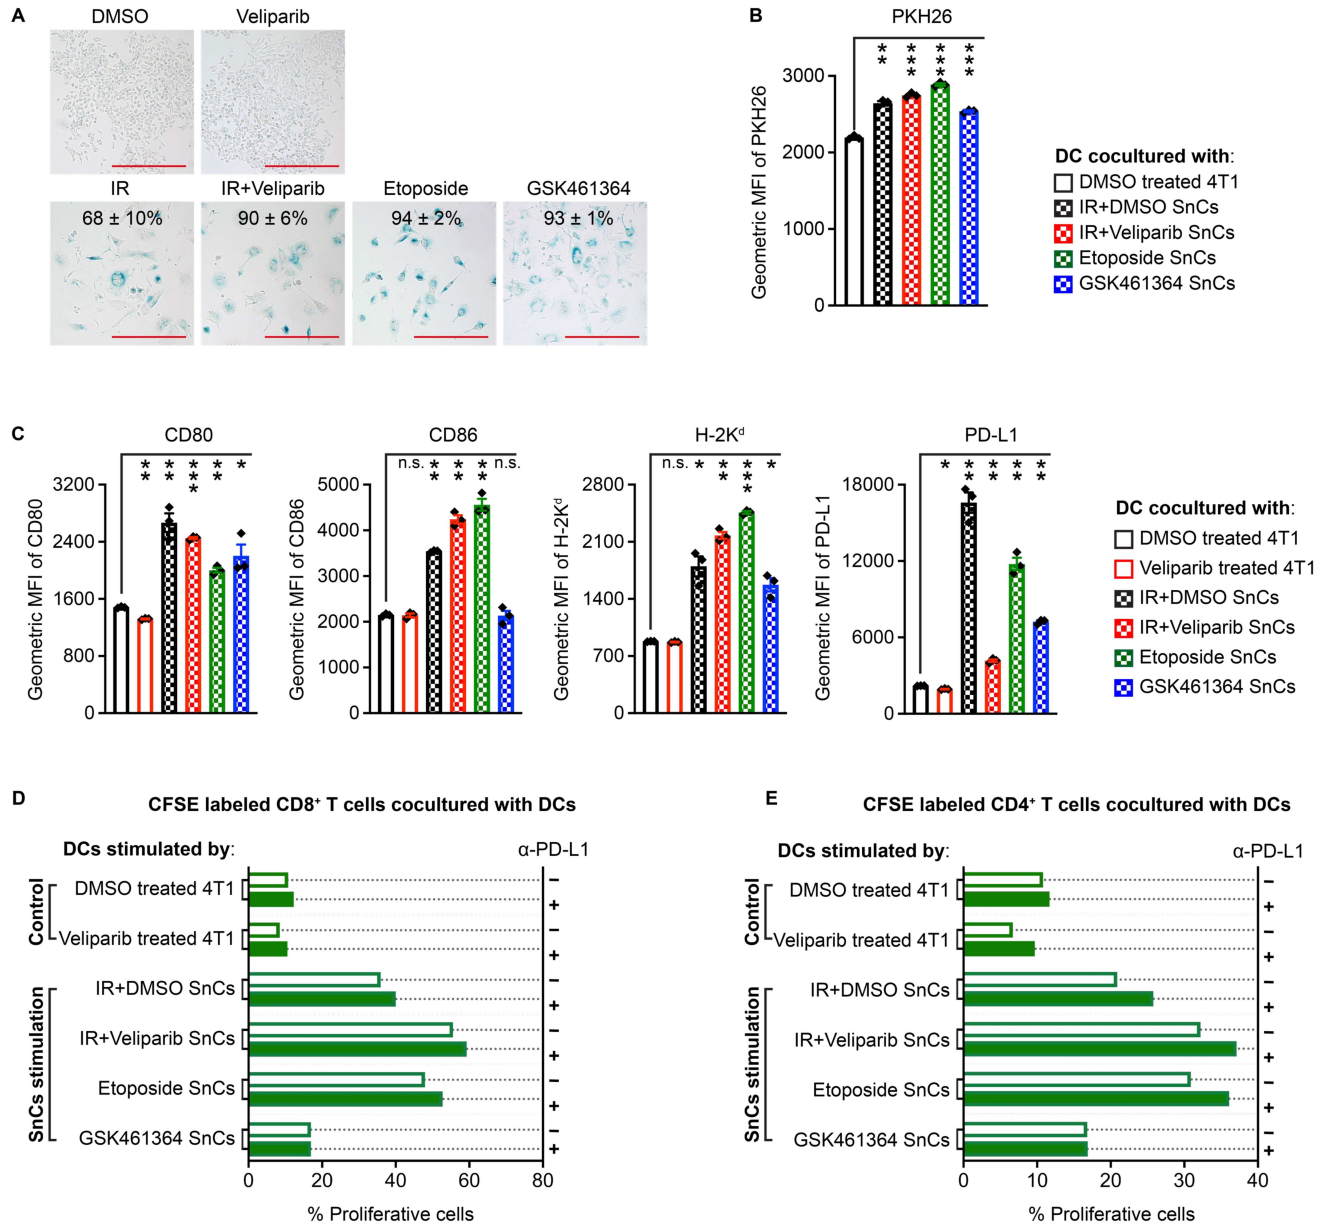 A
DMSO
Veliparib
IR
IR+Veliparib
Etoposide
GSK461364
68 ± 10%
90 ± 6%
94 ± 2%
93 ± 1%
B
PKH26
** *** *** ***
Geometric MFI of PKH26
3000
2000
1000
0
DC cocultured with:
DMSO treated 4T1
IR+DMSO SnCs
IR+Veliparib SnCs
Etoposide SnCs
GSK461364 SnCs
C
CD80
** ** *** ** *
Geometric MFI of CD80
3200
2400
1600
800
0
CD86
n.s. ** ** ** n.s.
Geometric MFI of CD86
5000
4000
3000
2000
1000
0
H-2Kᵈ
n.s. * ** *** *
Geometric MFI of H-2Kᵈ
2800
2100
1400
700
0
PD-L1
* ** ** ** **
Geometric MFI of PD-L1
18000
12000
6000
0
DC cocultured with:
DMSO treated 4T1
Veliparib treated 4T1
IR+DMSO SnCs
IR+Veliparib SnCs
Etoposide SnCs
GSK461364 SnCs
D
CFSE labeled CD8⁺ T cells cocultured with DCs
DCs stimulated by:
α-PD-L1
Control
DMSO treated 4T1
−
+
Veliparib treated 4T1
−
+
SnCs stimulation
IR+DMSO SnCs
−
+
IR+Veliparib SnCs
−
+
Etoposide SnCs
−
+
GSK461364 SnCs
−
+
0 20 40 60 80
% Proliferative cells
E
CFSE labeled CD4⁺ T cells cocultured with DCs
DCs stimulated by:
α-PD-L1
Control
DMSO treated 4T1
−
+
Veliparib treated 4T1
−
+
SnCs stimulation
IR+DMSO SnCs
−
+
IR+Veliparib SnCs
−
+
Etoposide SnCs
−
+
GSK461364 SnCs
−
+
0 10 20 30 40
% Proliferative cells